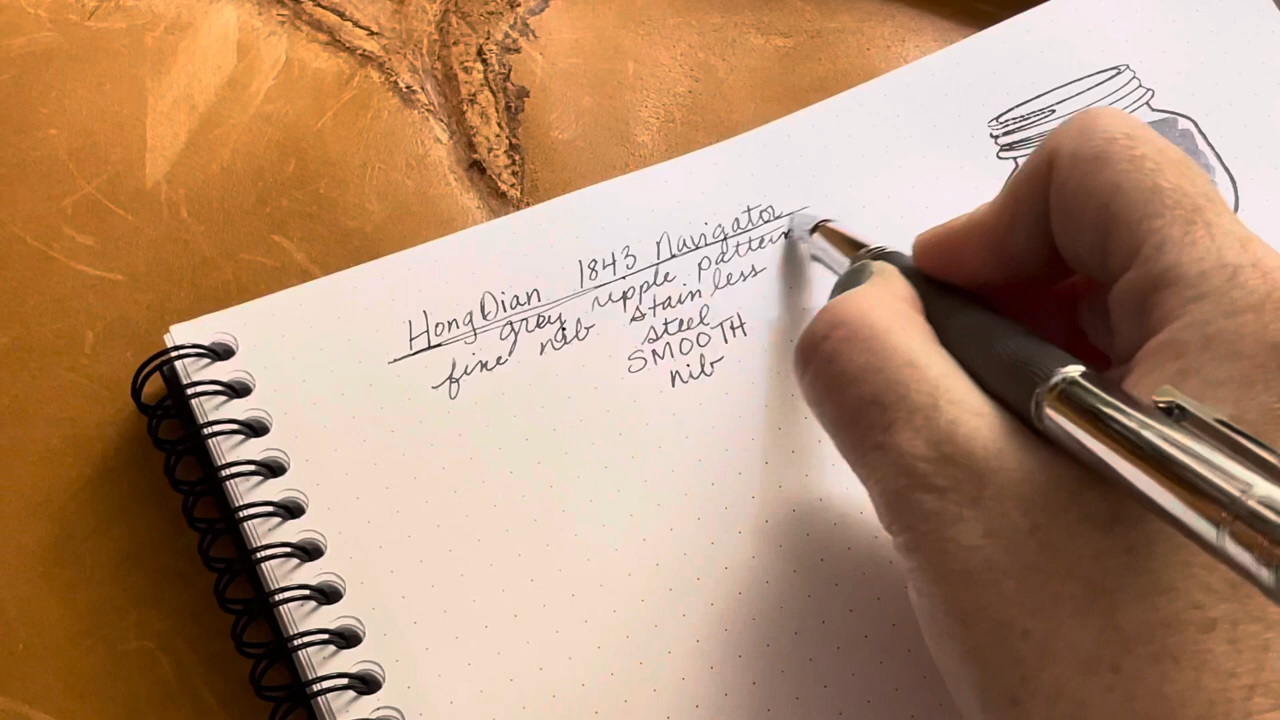 HongDian 1843 Navigator
grey ripple pattern
fine nib stainless
steel
SMOOTH
nib